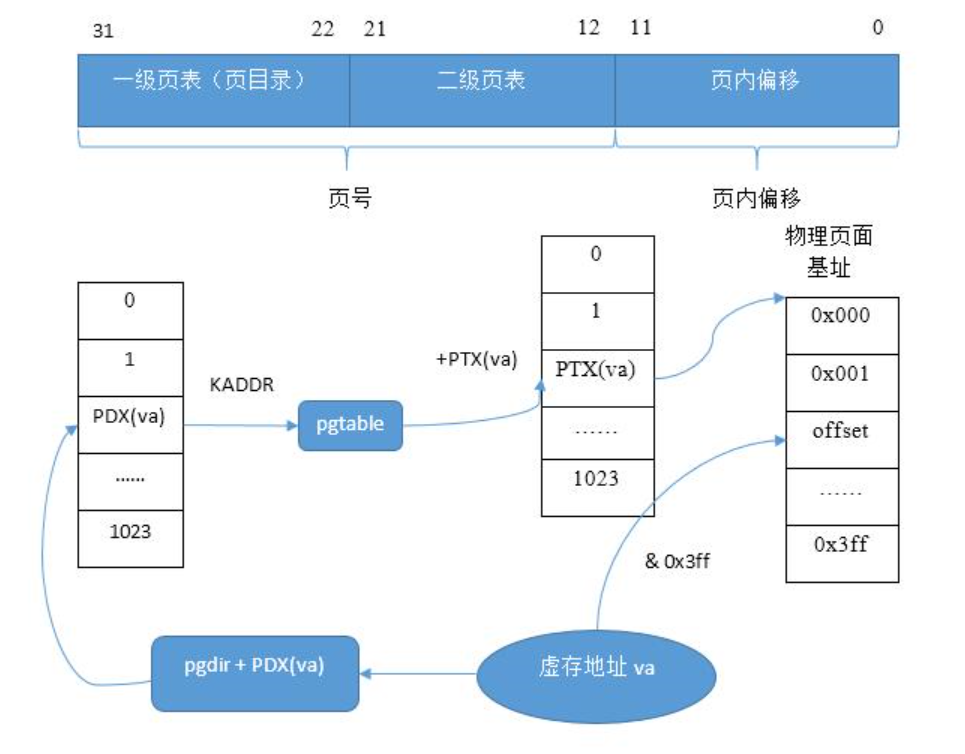 31 22 21 12 11 0
一级页表（页目录） 二级页表 页内偏移
页号 页内偏移
物理页面
基址
0
1
PDX(va)
......
1023
KADDR
pgtable
+PTX(va)
0
1
PTX(va)
......
1023
0x000
0x001
offset
......
0x3ff
& 0x3ff
pgdir + PDX(va)
虚存地址 va